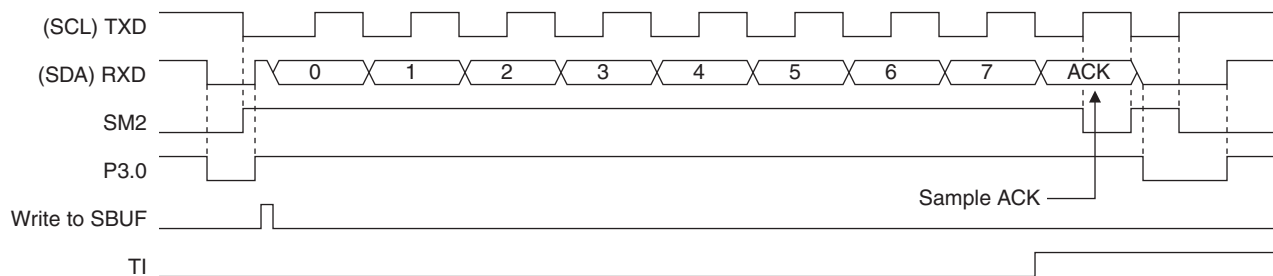 (SCL) TXD
(SDA) RXD 0 1 2 3 4 5 6 7 ACK
SM2
P3.0
Sample ACK
Write to SBUF
TI